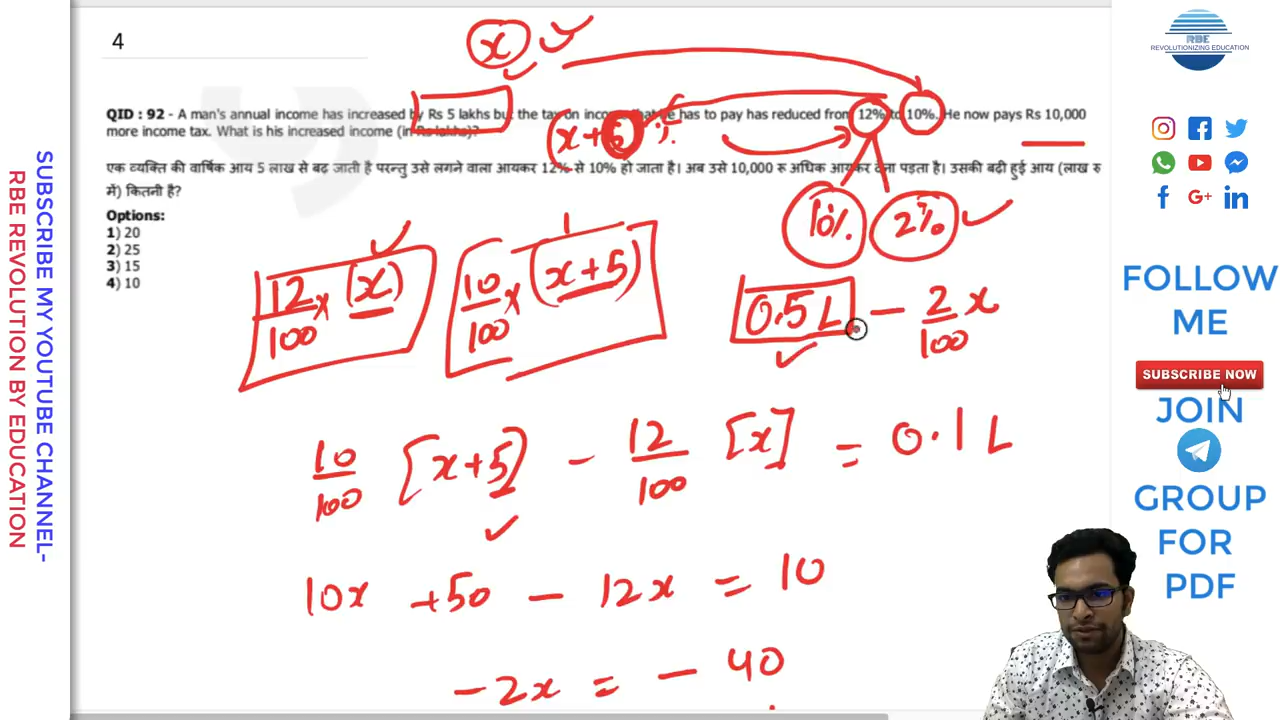 4
x
QID : 92 - A man's annual income has increased by Rs 5 lakhs but the tax on income that he has to pay has reduced from 12% to 10%. He now pays Rs 10,000
more income tax. What is his increased income (in Rs lakhs)?
(x+5)
एक व्यक्ति की वार्षिक आय 5 लाख से बढ़ जाती है परन्तु उसे लगने वाला आयकर 12% से 10% हो जाता है। अब उसे 10,000 रू अधिक आयकर देना पड़ता है। उसकी बढ़ी हुई आय (लाख रु
में) कितनी है?
Options:
1) 20
2) 25
3) 15
4) 10
10% 2%
12/100 × (x) 10/100 × (x+5) 1
0.5 L - 2/100 x
10/100 [x+5] - 12/100 [x] = 0.1 L
10x +50 - 12x = 10
-2x = - 40
SUBSCRIBE MY YOUTUBE CHANNEL-
RBE REVOLUTION BY EDUCATION
RBE
REVOLUTIONIZING EDUCATION
FOLLOW
ME
SUBSCRIBE NOW
JOIN
GROUP
FOR
PDF